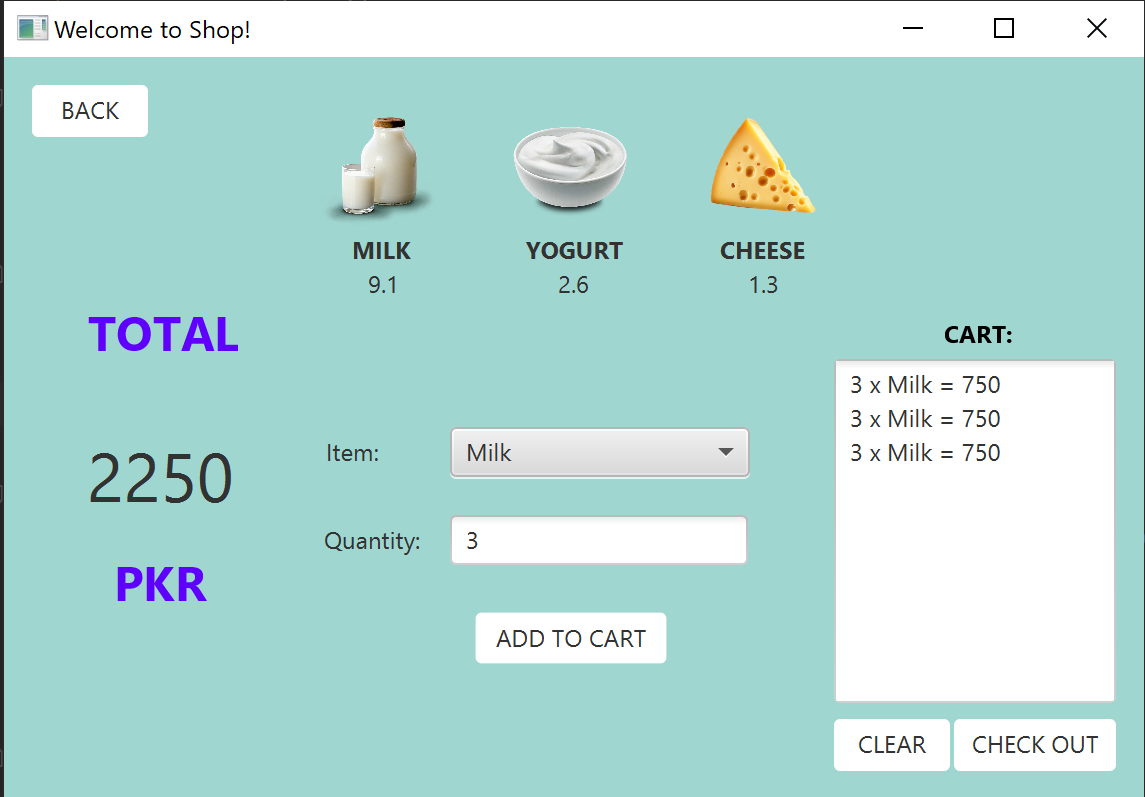 Welcome to Shop!
BACK
MILK
9.1
YOGURT
2.6
CHEESE
1.3
TOTAL
2250
PKR
Item:
Milk
Quantity:
3
ADD TO CART
CART:
3 x Milk = 750
3 x Milk = 750
3 x Milk = 750
CLEAR
CHECK OUT